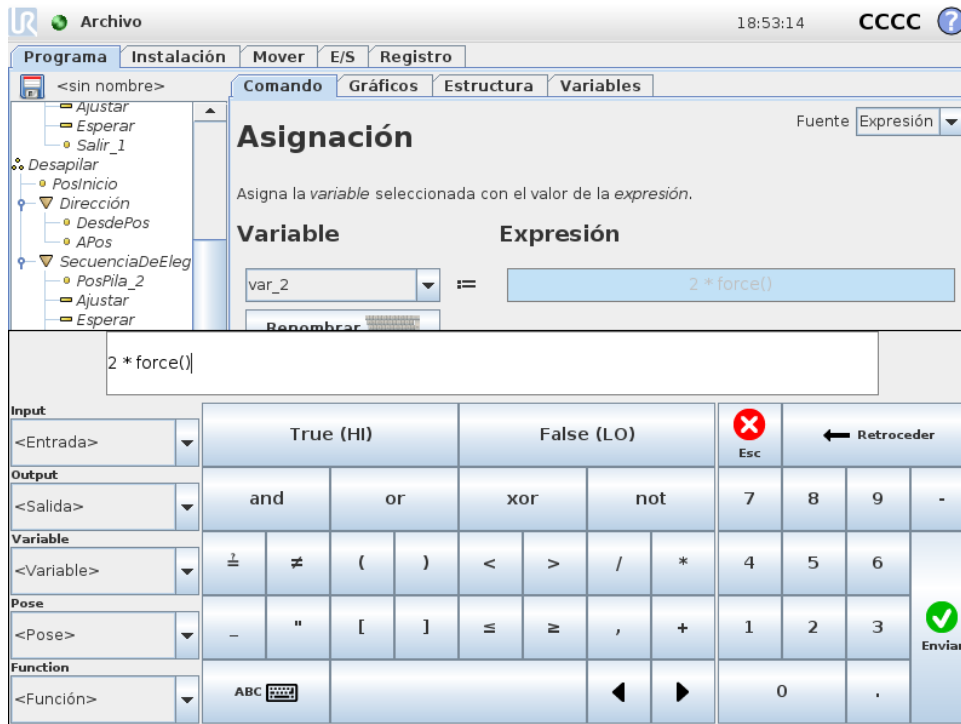 UR Archivo 18:53:14 CCCC ?
Programa Instalación Mover E/S Registro
<sin nombre> Comando Gráficos Estructura Variables
Ajustar
Esperar
Salir_1
Desapilar
PosInicio
Dirección
DesdePos
APos
SecuenciaDeEleg
PosPila_2
Ajustar
Esperar
Fuente Expresión
Asignación
Asigna la variable seleccionada con el valor de la expresión.
Variable Expresión
var_2 := 2 * force()
Renombrar
2 * force()
Input
<Entrada>
Output
<Salida>
Variable
<Variable>
Pose
<Pose>
Function
<Función>
True (HI) False (LO) Esc Retroceder
and or xor not 7 8 9 -
≟ ≠ ( ) < > / * 4 5 6
_ " [ ] ≤ ≥ , + 1 2 3 Enviar
ABC 0 .